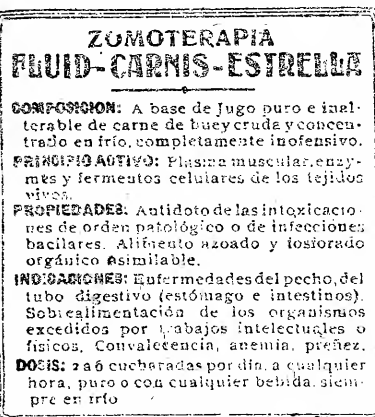 ZUMOTERAPIA
FLUID-CARNIS-ESTRELLA
COMPOSICION: A base de Jugo puro e inal-
terable de carne de buey cruda y concen-
trado en frío, completamente inofensivo.
PRINCIPIO ACTIVO: Plasma muscular, enzy-
mes y fermentos celulares de los tejidos
vivos.
PROPIEDADES: Antidoto de las intoxicacio-
nes de orden patológico o de infecciones
bacilares. Alimento azoado y fosforado
orgánico asimilable.
INDICACIONES: Enfermedades del pecho, del
tubo digestivo (estómago e intestinos).
Sobrealimentación de los organismos
excedidos por trabajos intelectuales o
físicos, Convalecencia, anemia, preñez.
DOSIS: 2 a 6 cucharadas por día, a cualquier
hora, puro o con cualquier bebida, siem-
pre en frío